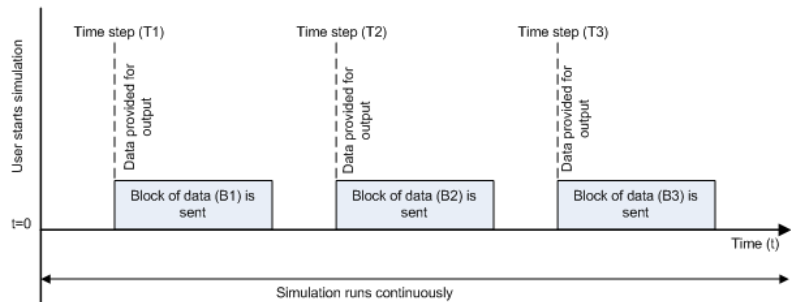 User starts simulation
t=0
Time step (T1)
Data provided for
output
Block of data (B1) is
sent
Time step (T2)
Data provided for
output
Block of data (B2) is
sent
Time step (T3)
Data provided for
output
Block of data (B3) is
sent
Time (t)
Simulation runs continuously